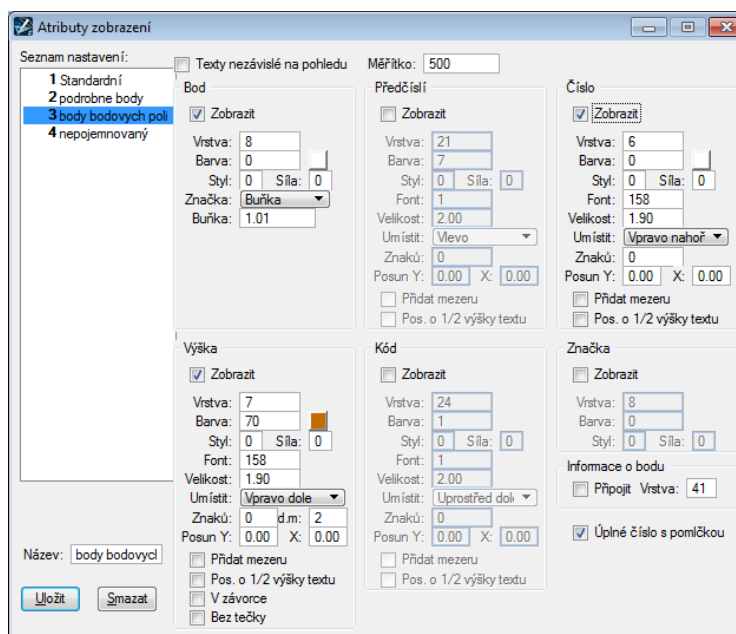 Atributy zobrazení
Seznam nastavení:
1 Standardní
2 podrobne body
3 body bodovych poli
4 nepojemnovaný
Název: body bodovycl
Uložit Smazat
Texty nezávislé na pohledu Měřítko: 500
Bod
Zobrazit
Vrstva: 8
Barva: 0
Styl: 0 Síla: 0
Značka: Buňka
Buňka: 1.01
Předčíslí
Zobrazit
Vrstva: 21
Barva: 7
Styl: 0 Síla: 0
Font: 1
Velikost: 2.00
Umístit: Vlevo
Znaků: 0
Posun Y: 0.00 X: 0.00
Přidat mezeru
Pos. o 1/2 výšky textu
Číslo
Zobrazit
Vrstva: 6
Barva: 0
Styl: 0 Síla: 0
Font: 158
Velikost: 1.90
Umístit: Vpravo nahoř
Znaků: 0
Posun Y: 0.00 X: 0.00
Přidat mezeru
Pos. o 1/2 výšky textu
Výška
Zobrazit
Vrstva: 7
Barva: 70
Styl: 0 Síla: 0
Font: 158
Velikost: 1.90
Umístit: Vpravo dole
Znaků: 0 d.m: 2
Posun Y: 0.00 X: 0.00
Přidat mezeru
Pos. o 1/2 výšky textu
V závorce
Bez tečky
Kód
Zobrazit
Vrstva: 24
Barva: 1
Styl: 0 Síla: 0
Font: 1
Velikost: 2.00
Umístit: Uprostřed dole
Znaků: 0
Posun Y: 0.00 X: 0.00
Přidat mezeru
Pos. o 1/2 výšky textu
Značka
Zobrazit
Vrstva: 8
Barva: 0
Styl: 0 Síla: 0
Informace o bodu
Připojit Vrstva: 41
Úplné číslo s pomlčkou